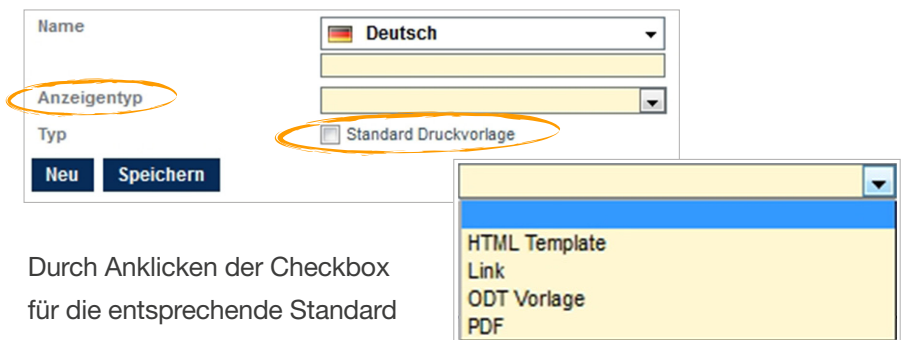 Name
Deutsch
Anzeigentyp
Typ
Standard Druckvorlage
Neu Speichern
HTML Template
Link
ODT Vorlage
PDF
Durch Anklicken der Checkbox
für die entsprechende Standard